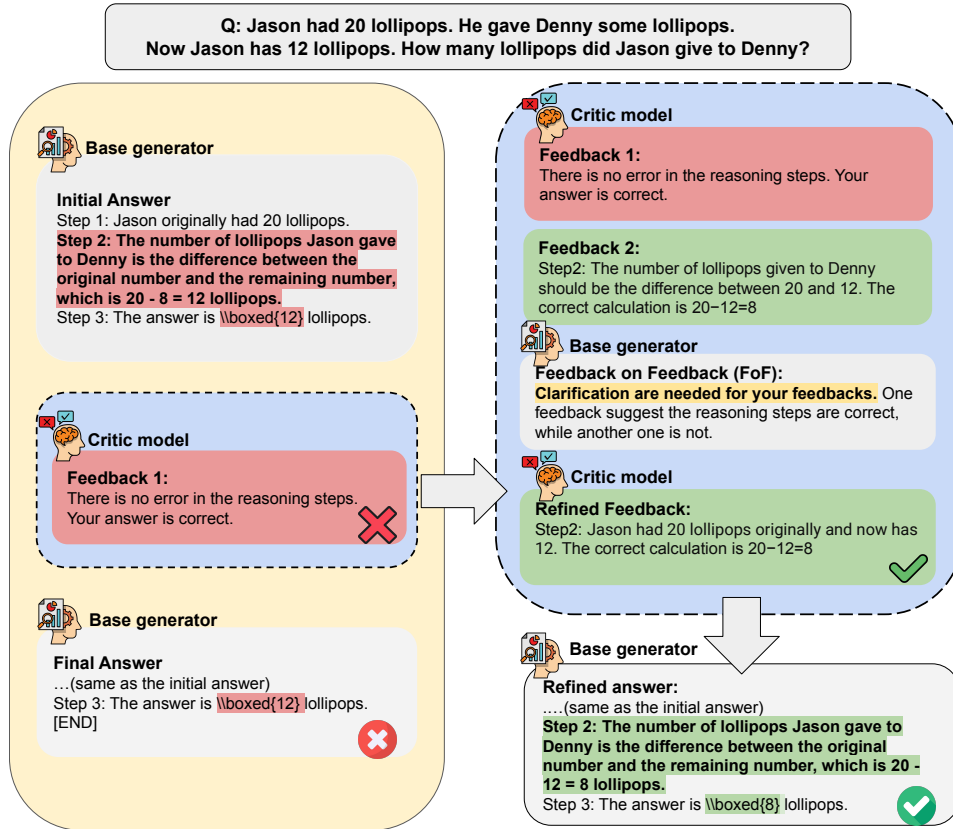 Q: Jason had 20 lollipops. He gave Denny some lollipops.
Now Jason has 12 lollipops. How many lollipops did Jason give to Denny?
Base generator
Initial Answer
Step 1: Jason originally had 20 lollipops.
Step 2: The number of lollipops Jason gave
to Denny is the difference between the
original number and the remaining number,
which is 20 - 8 = 12 lollipops.
Step 3: The answer is \\boxed{12} lollipops.
Critic model
Feedback 1:
There is no error in the reasoning steps.
Your answer is correct.
Base generator
Final Answer
…(same as the initial answer)
Step 3: The answer is \\boxed{12} lollipops.
[END]
Critic model
Feedback 1:
There is no error in the reasoning steps. Your
answer is correct.
Feedback 2:
Step2: The number of lollipops given to Denny
should be the difference between 20 and 12. The
correct calculation is 20−12=8
Base generator
Feedback on Feedback (FoF):
Clarification are needed for your feedbacks. One
feedback suggest the reasoning steps are correct,
while another one is not.
Critic model
Refined Feedback:
Step2: Jason had 20 lollipops originally and now has
12. The correct calculation is 20−12=8
Base generator
Refined answer:
….(same as the initial answer)
Step 2: The number of lollipops Jason gave to
Denny is the difference between the original
number and the remaining number, which is 20 -
12 = 8 lollipops.
Step 3: The answer is \\boxed{8} lollipops.